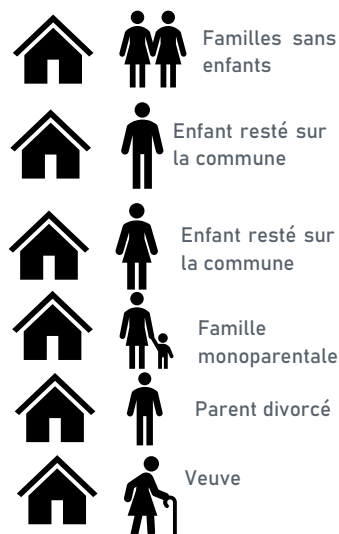 Familles sans
enfants
Enfant resté sur
la commune
Enfant resté sur
la commune
Famille
monoparentale
Parent divorcé
Veuve